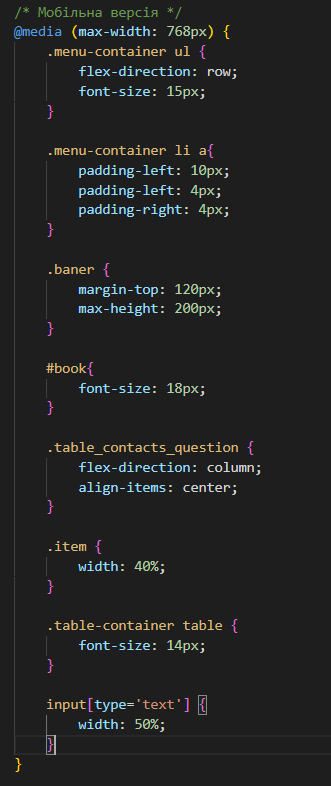 /* Мобільна версія */
@media (max-width: 768px) {
    .menu-container ul {
        flex-direction: row;
        font-size: 15px;
    }

    .menu-container li a{
        padding-left: 10px;
        padding-left: 4px;
        padding-right: 4px;
    }

    .baner {
        margin-top: 120px;
        max-height: 200px;
    }

    #book{
        font-size: 18px;
    }

    .table_contacts_question {
        flex-direction: column;
        align-items: center;
    }

    .item {
        width: 40%;
    }

    .table-container table {
        font-size: 14px;
    }

    input[type='text'] {
        width: 50%;
    }
}